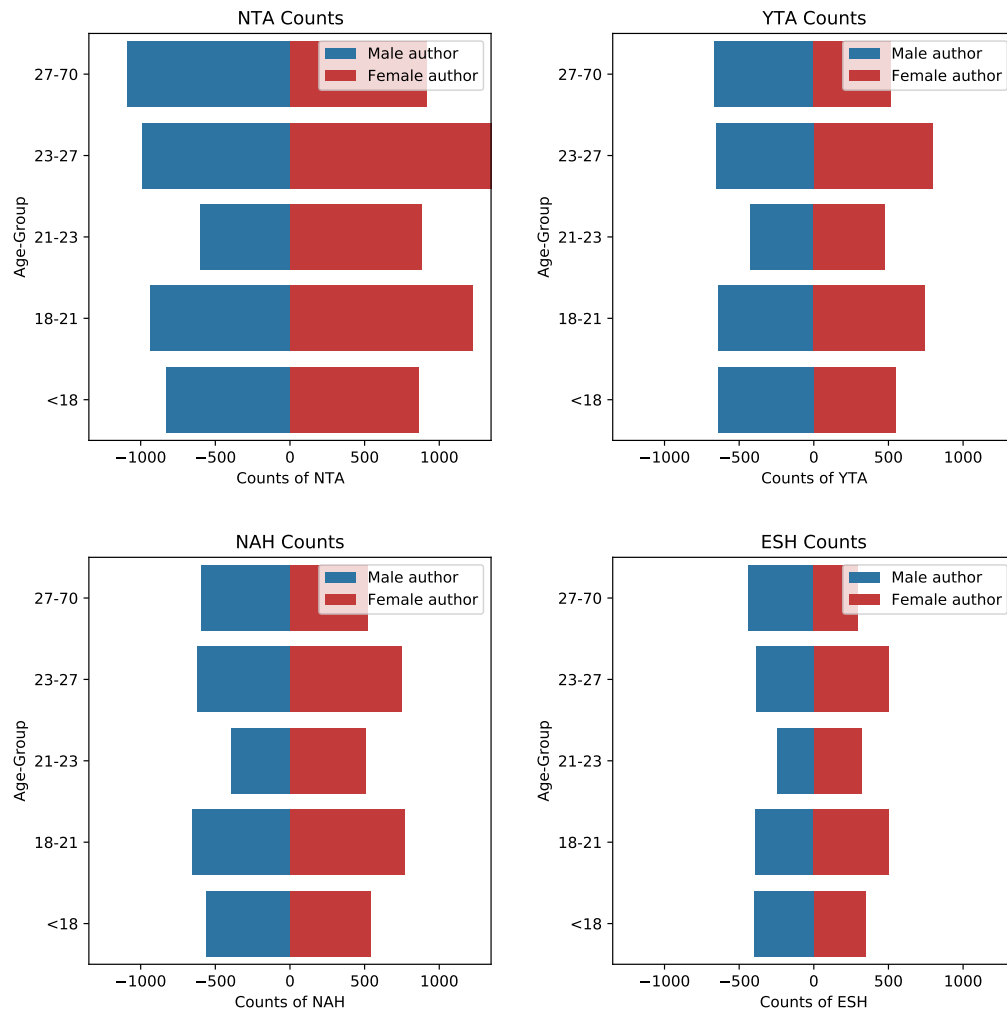 NTA Counts
Male author
Female author
27-70
23-27
21-23
18-21
<18
Age-Group
−1000 −500 0 500 1000
Counts of NTA
YTA Counts
Male author
Female author
27-70
23-27
21-23
18-21
<18
Age-Group
−1000 −500 0 500 1000
Counts of YTA
NAH Counts
Male author
Female author
27-70
23-27
21-23
18-21
<18
Age-Group
−1000 −500 0 500 1000
Counts of NAH
ESH Counts
Male author
Female author
27-70
23-27
21-23
18-21
<18
Age-Group
−1000 −500 0 500 1000
Counts of ESH